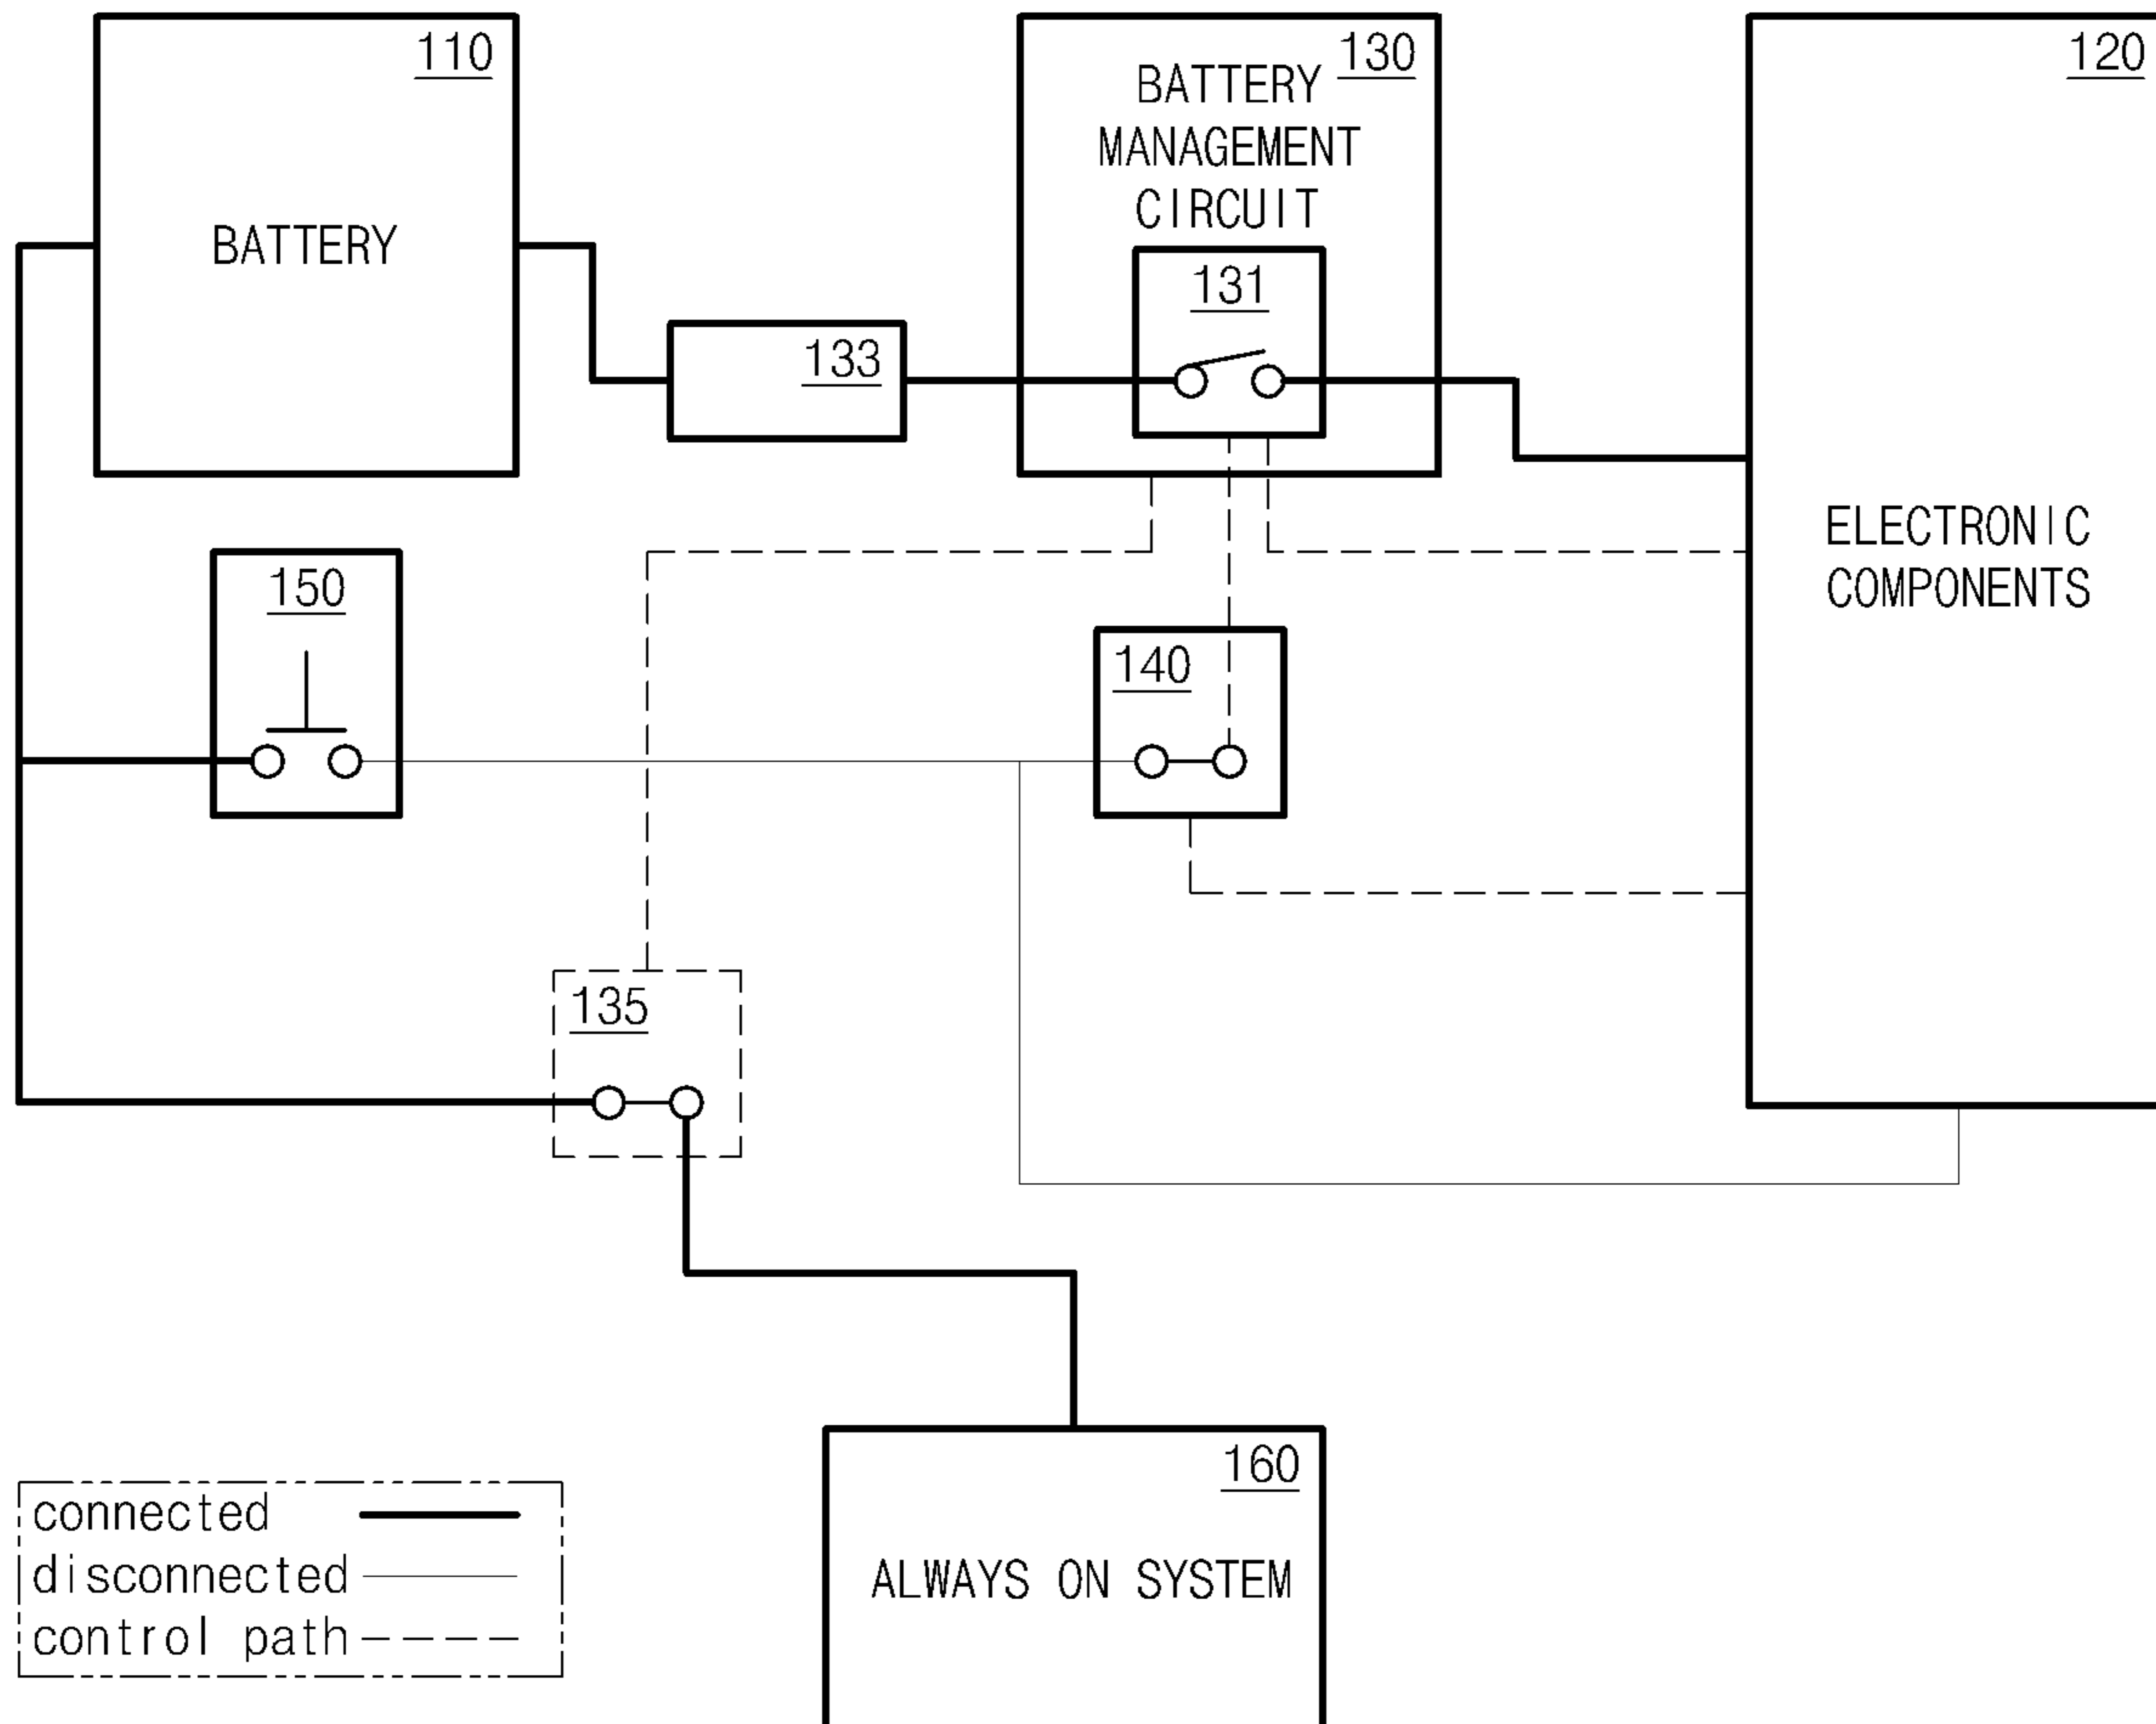 110
BATTERY
130
BATTERY
MANAGEMENT
CIRCUIT
131
133
120
ELECTRONIC
COMPONENTS
150
140
135
160
ALWAYS ON SYSTEM
connected
disconnected
control path